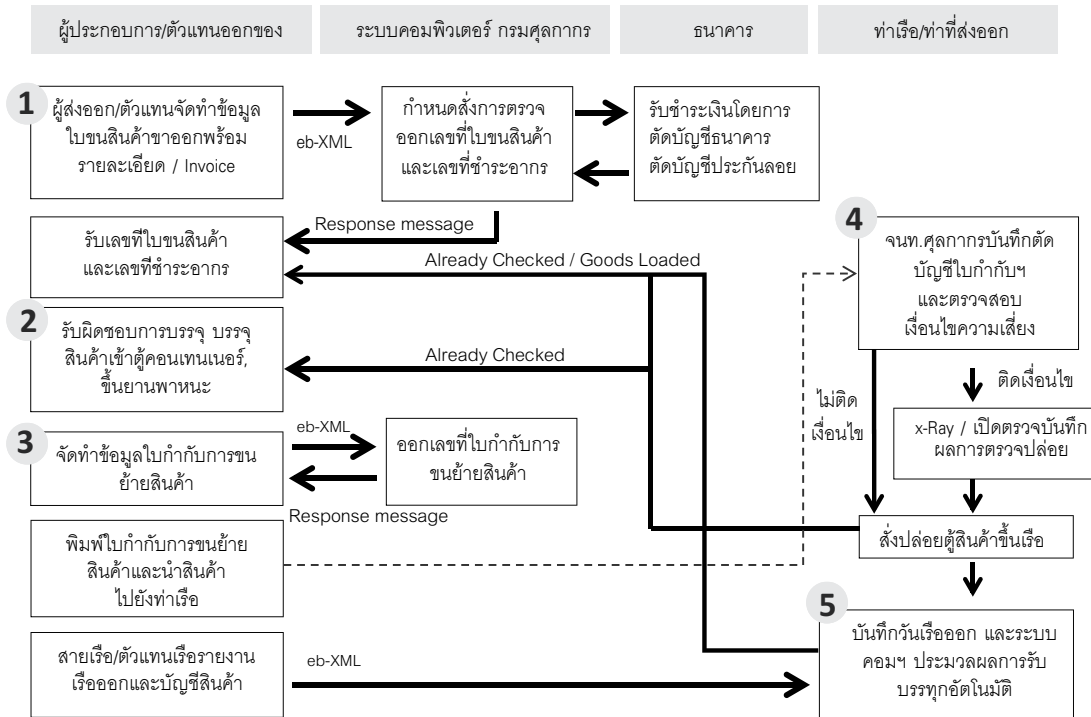 ผู้ประกอบการ/ตัวแทนออกของ
ระบบคอมพิวเตอร์ กรมศุลกากร
ธนาคาร
ท่าเรือ/ท่าที่ส่งออก
1
ผู้ส่งออก/ตัวแทนจัดทำข้อมูล
ใบขนสินค้าขาออกพร้อม
รายละเอียด / Invoice
eb-XML
กำหนดสั่งการตรวจ
ออกเลขที่ใบขนสินค้า
และเลขที่ชำระอากร
รับชำระเงินโดยการ
ตัดบัญชีธนาคาร
ตัดบัญชีประกันลอย
Response message
รับเลขที่ใบขนสินค้า
และเลขที่ชำระอากร
Already Checked / Goods Loaded
4
จนท.ศุลกากรบันทึกตัด
บัญชีใบกำกับฯ
และตรวจสอบ
เงื่อนไขความเสี่ยง
2
รับผิดชอบการบรรจุ บรรจุ
สินค้าเข้าตู้คอนเทนเนอร์,
ขึ้นยานพาหนะ
Already Checked
ไม่ติด
เงื่อนไข
ติดเงื่อนไข
x-Ray / เปิดตรวจบันทึก
ผลการตรวจปล่อย
3
จัดทำข้อมูลใบกำกับการขน
ย้ายสินค้า
eb-XML
ออกเลขที่ใบกำกับการ
ขนย้ายสินค้า
Response message
สั่งปล่อยตู้สินค้าขึ้นเรือ
พิมพ์ใบกำกับการขนย้าย
สินค้าและนำสินค้า
ไปยังท่าเรือ
5
บันทึกวันเรือออก และระบบ
คอมฯ ประมวลผลการรับ
บรรทุกอัตโนมัติ
สายเรือ/ตัวแทนเรือรายงาน
เรือออกและบัญชีสินค้า
eb-XML